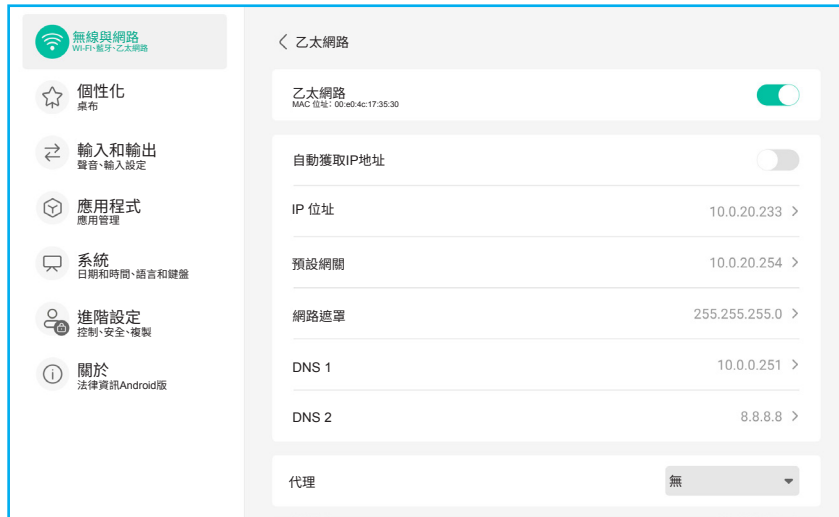 無線與網路
Wi-Fi、藍牙、乙太網路
個性化
桌布
輸入和輸出
聲音、輸入設定
應用程式
應用管理
系統
日期和時間、語言和鍵盤
進階設定
控制、安全、複製
關於
法律資訊Android版
乙太網路
乙太網路
MAC 位址: 00:e0:4c:17:35:30
自動獲取IP地址
IP 位址 10.0.20.233
預設網關 10.0.20.254
網路遮罩 255.255.255.0
DNS 1 10.0.0.251
DNS 2 8.8.8.8
代理 無